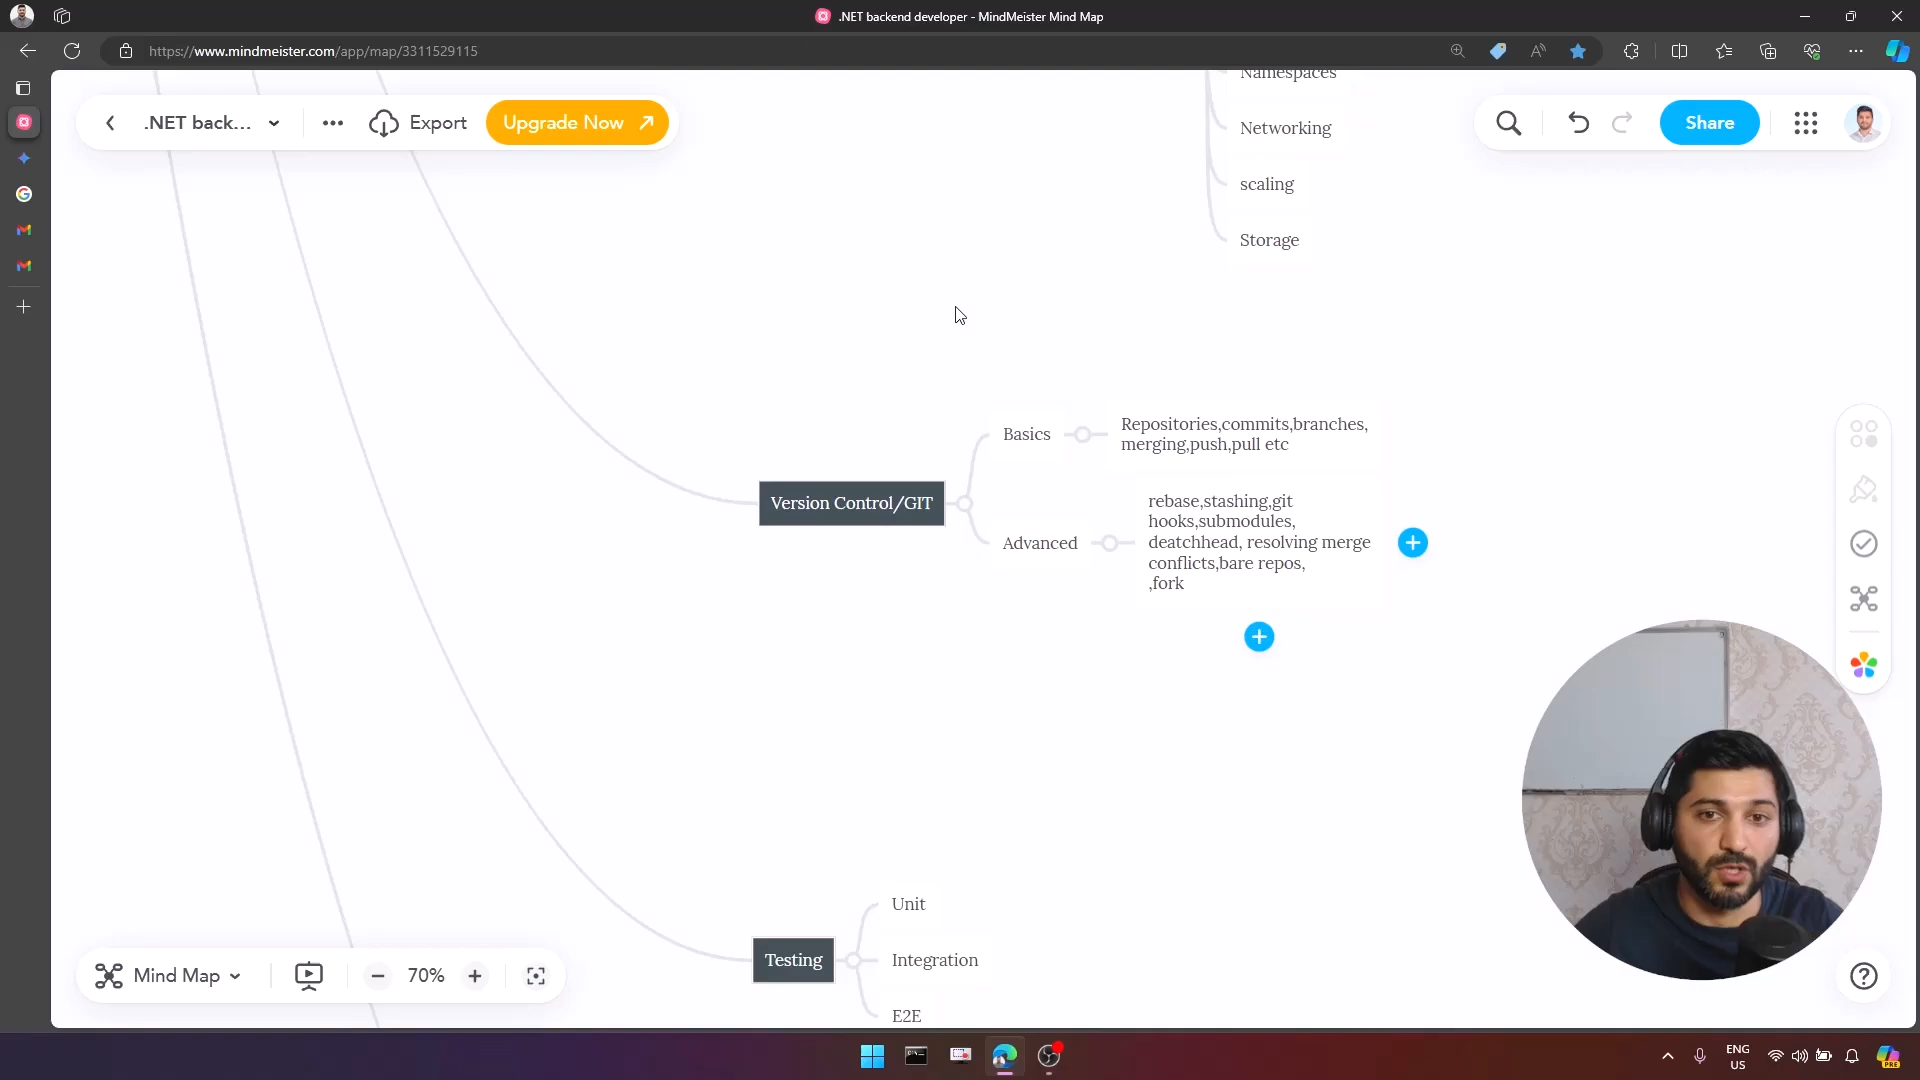 .NET backend developer - MindMeister Mind Map
https://www.mindmeister.com/app/map/3311529115
.NET back...
Export
Upgrade Now
Share
Namespaces
Networking
scaling
Storage
Version Control/GIT
Basics
Repositories,commits,branches,
merging,push,pull etc
Advanced
rebase,stashing,git
hooks,submodules,
deatchhead, resolving merge
conflicts,bare repos,
,fork
Testing
Unit
Integration
E2E
Mind Map
70%
ENG
US
PRE